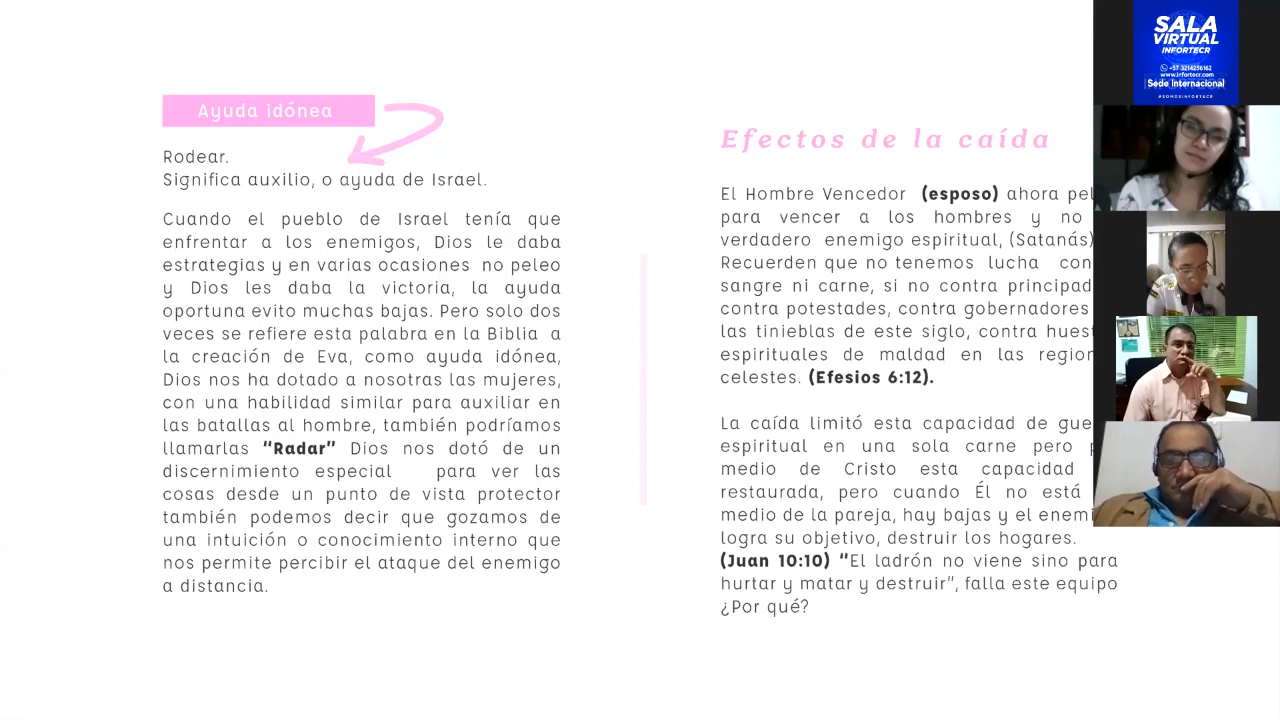 Ayuda idónea
Rodear.
Significa auxilio, o ayuda de Israel.
Cuando el pueblo de Israel tenía que
enfrentar a los enemigos, Dios le daba
estrategias y en varias ocasiones no peleo
y Dios les daba la victoria, la ayuda
oportuna evito muchas bajas. Pero solo dos
veces se refiere esta palabra en la Biblia a
la creación de Eva, como ayuda idónea,
Dios nos ha dotado a nosotras las mujeres,
con una habilidad similar para auxiliar en
las batallas al hombre, también podríamos
llamarlas “Radar” Dios nos dotó de un
discernimiento especial para ver las
cosas desde un punto de vista protector
también podemos decir que gozamos de
una intuición o conocimiento interno que
nos permite percibir el ataque del enemigo
a distancia.
Efectos de la caída
El Hombre Vencedor (esposo) ahora
para vencer a los hombres y no
verdadero enemigo espiritual, (Satanás)
Recuerden que no tenemos lucha
sangre ni carne, si no contra
contra potestades, contra gobernadores
las tinieblas de este siglo, contra
espirituales de maldad en las
celestes. (Efesios 6:12).
La caída limitó esta capacidad de
espiritual en una sola carne pero
medio de Cristo esta capacidad
restaurada, pero cuando Él no está
medio de la pareja, hay bajas y el
logra su objetivo, destruir los hogares.
(Juan 10:10) “El ladrón no viene sino para
hurtar y matar y destruir”, falla este equipo
¿Por qué?
SALA
VIRTUAL
INFORTECR
+57 3214256162
www.infortecr.com
Sede Internacional
#SOMOSINFORTECR